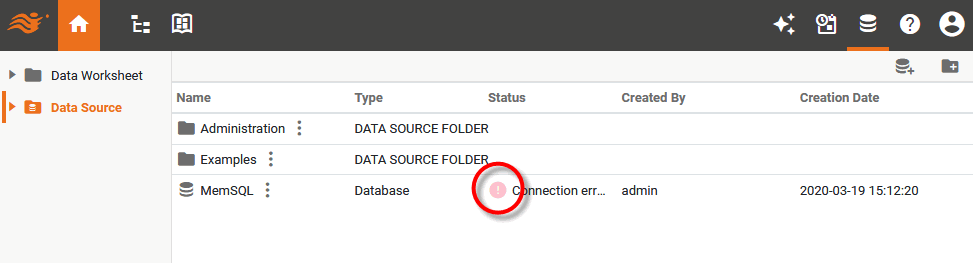 Data Worksheet
Data Source
Name Type Status Created By Creation Date
Administration DATA SOURCE FOLDER
Examples DATA SOURCE FOLDER
MemSQL Database Connection err... admin 2020-03-19 15:12:20